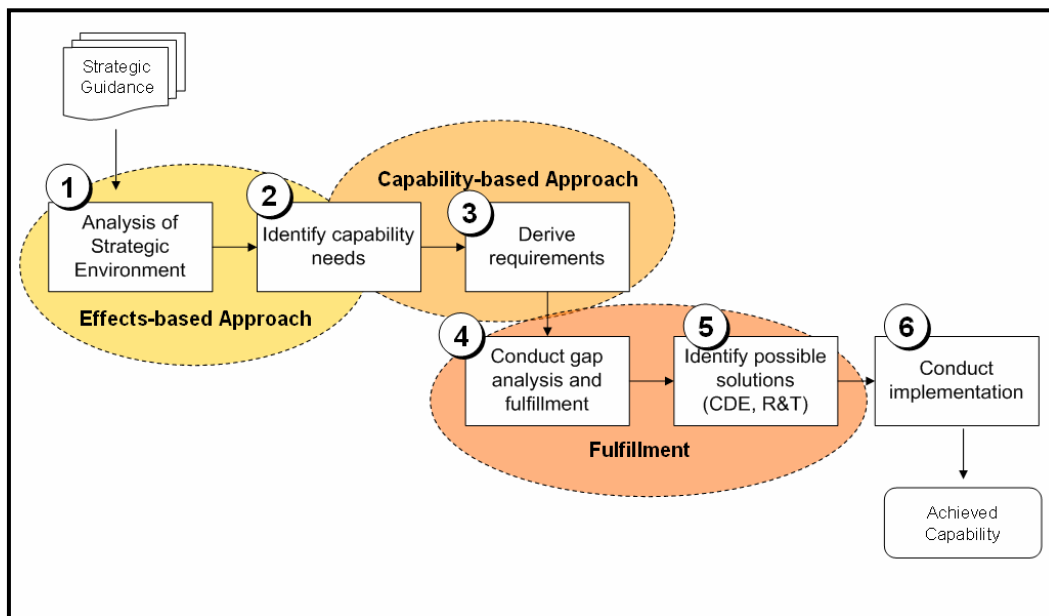 Strategic
Guidance
1
Analysis of
Strategic
Environment
Effects-based Approach
2
Identify capability
needs
Capability-based Approach
3
Derive
requirements
4
Conduct gap
analysis and
fulfillment
5
Identify possible
solutions
(CDE, R&T)
Fulfillment
6
Conduct
implementation
Achieved
Capability